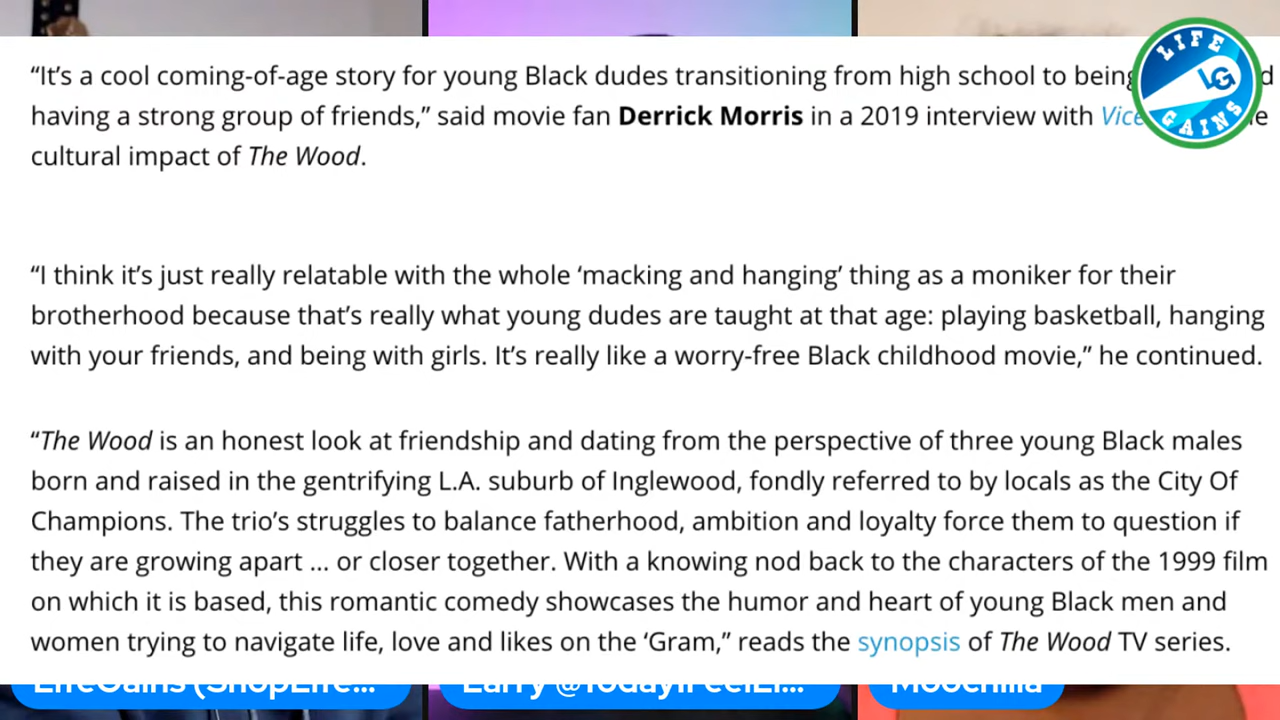 “It’s a cool coming-of-age story for young Black dudes transitioning from high school to being
having a strong group of friends,” said movie fan Derrick Morris in a 2019 interview with Vice
cultural impact of The Wood.
“I think it’s just really relatable with the whole ‘macking and hanging’ thing as a moniker for their
brotherhood because that’s really what young dudes are taught at that age: playing basketball, hanging
with your friends, and being with girls. It’s really like a worry-free Black childhood movie,” he continued.
“The Wood is an honest look at friendship and dating from the perspective of three young Black males
born and raised in the gentrifying L.A. suburb of Inglewood, fondly referred to by locals as the City Of
Champions. The trio’s struggles to balance fatherhood, ambition and loyalty force them to question if
they are growing apart ... or closer together. With a knowing nod back to the characters of the 1999 film
on which it is based, this romantic comedy showcases the humor and heart of young Black men and
women trying to navigate life, love and likes on the ‘Gram,” reads the synopsis of The Wood TV series.
LIFE
LG
GAINS
LifeGains (ShopLife...
Larry @TodayIFeelLi...
Moochilla